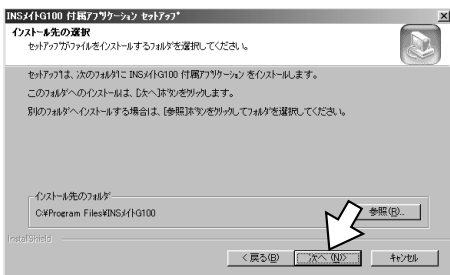 INSﾒｲﾄG100 付属ｱﾌﾟﾘｹｰｼｮﾝ ｾｯﾄｱｯﾌﾟ
インストール先の選択
ｾｯﾄｱｯﾌﾟがﾌｧｲﾙをインストールするﾌｫﾙﾀﾞを選択してください。
ｾｯﾄｱｯﾌﾟは、次のﾌｫﾙﾀﾞに INSﾒｲﾄG100 付属ｱﾌﾟﾘｹｰｼｮﾝ をインストールします。
このﾌｫﾙﾀﾞへのインストールは、[次へ]ﾎﾞﾀﾝをｸﾘｯｸします。
別のﾌｫﾙﾀﾞへインストールする場合は、[参照]ﾎﾞﾀﾝをｸﾘｯｸしてﾌｫﾙﾀﾞを選択してください。
インストール先のﾌｫﾙﾀﾞ
C:¥Program Files¥INSﾒｲﾄG100
参照(R)...
InstallShield
< 戻る(B)
次へ (N)>
ｷｬﾝｾﾙ